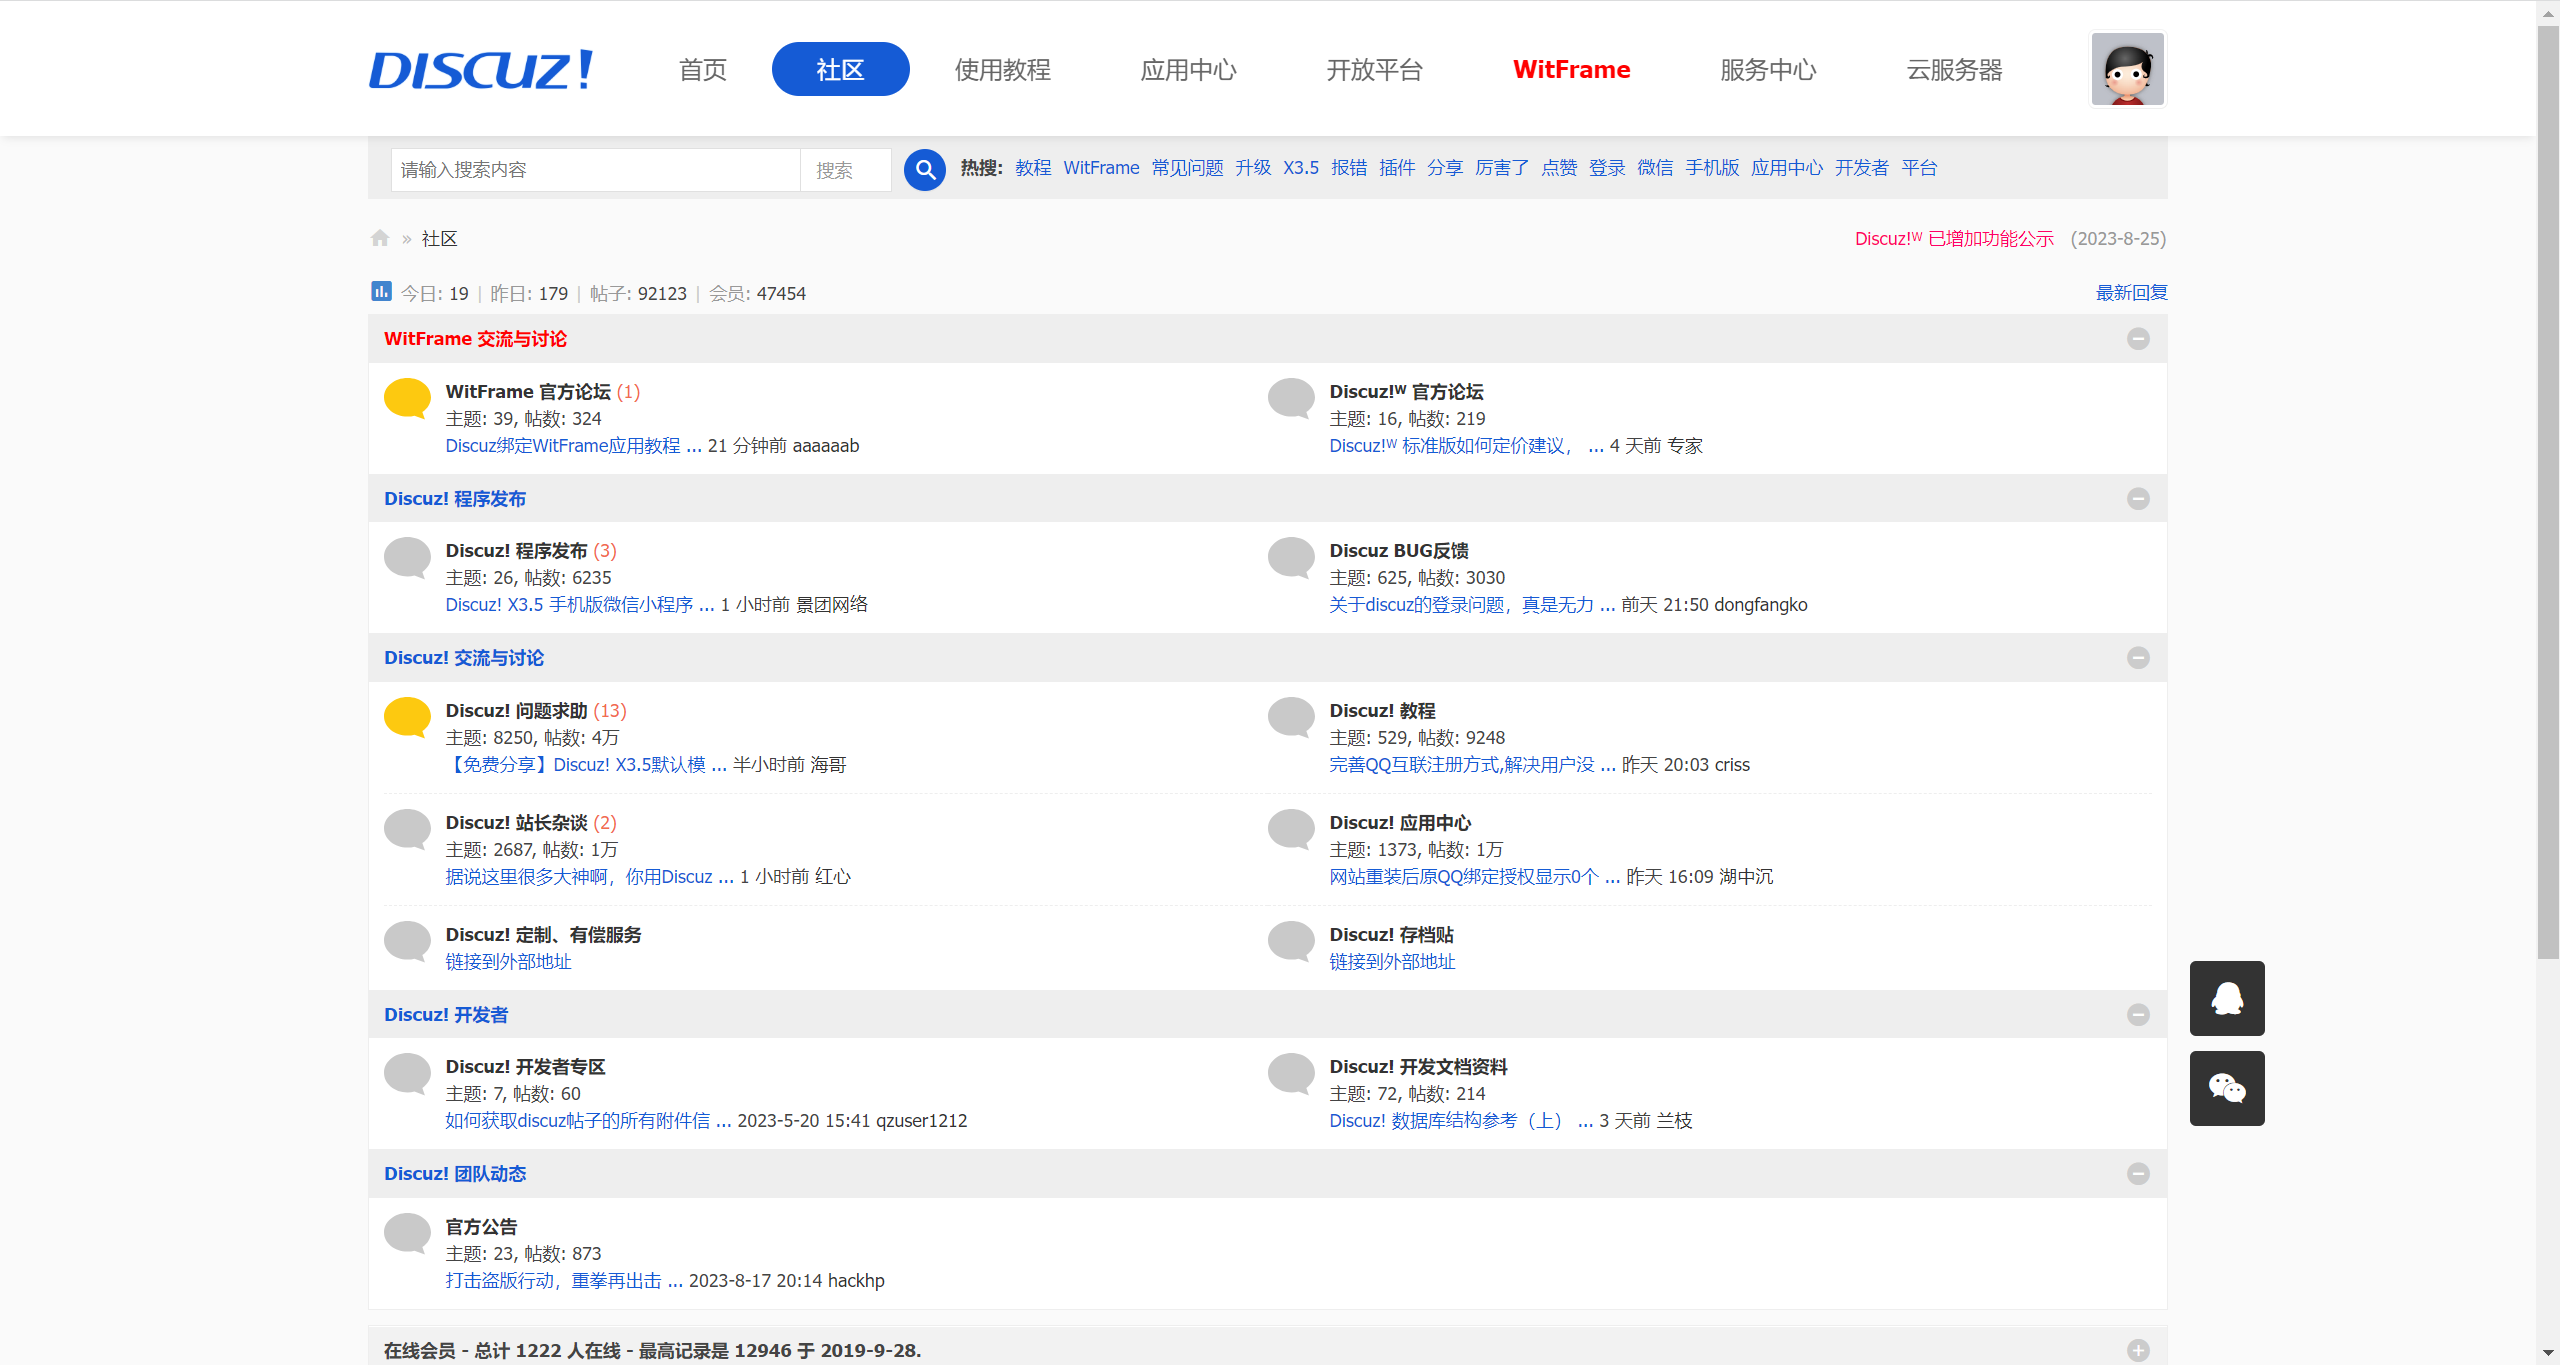 DISCUZ! 首页 社区 使用教程 应用中心 开放平台 WitFrame 服务中心 云服务器
请输入搜索内容 搜索 热搜: 教程 WitFrame 常见问题 升级 X3.5 报错 插件 分享 厉害了 点赞 登录 微信 手机版 应用中心 开发者 平台
» 社区 Discuz!ᵂ 已增加功能公示 (2023-8-25)
今日: 19 | 昨日: 179 | 帖子: 92123 | 会员: 47454 最新回复
WitFrame 交流与讨论
WitFrame 官方论坛 (1)
主题: 39, 帖数: 324
Discuz绑定WitFrame应用教程 ... 21 分钟前 aaaaaab
Discuz!ᵂ 官方论坛
主题: 16, 帖数: 219
Discuz!ᵂ 标准版如何定价建议， ... 4 天前 专家
Discuz! 程序发布
Discuz! 程序发布 (3)
主题: 26, 帖数: 6235
Discuz! X3.5 手机版微信小程序 ... 1 小时前 景团网络
Discuz BUG反馈
主题: 625, 帖数: 3030
关于discuz的登录问题，真是无力 ... 前天 21:50 dongfangko
Discuz! 交流与讨论
Discuz! 问题求助 (13)
主题: 8250, 帖数: 4万
【免费分享】Discuz! X3.5默认模 ... 半小时前 海哥
Discuz! 教程
主题: 529, 帖数: 9248
完善QQ互联注册方式,解决用户没 ... 昨天 20:03 criss
Discuz! 站长杂谈 (2)
主题: 2687, 帖数: 1万
据说这里很多大神啊，你用Discuz ... 1 小时前 红心
Discuz! 应用中心
主题: 1373, 帖数: 1万
网站重装后原QQ绑定授权显示0个 ... 昨天 16:09 湖中沉
Discuz! 定制、有偿服务
链接到外部地址
Discuz! 存档贴
链接到外部地址
Discuz! 开发者
Discuz! 开发者专区
主题: 7, 帖数: 60
如何获取discuz帖子的所有附件信 ... 2023-5-20 15:41 qzuser1212
Discuz! 开发文档资料
主题: 72, 帖数: 214
Discuz! 数据库结构参考（上） ... 3 天前 兰枝
Discuz! 团队动态
官方公告
主题: 23, 帖数: 873
打击盗版行动，重拳再出击 ... 2023-8-17 20:14 hackhp
在线会员 - 总计 1222 人在线 - 最高记录是 12946 于 2019-9-28.